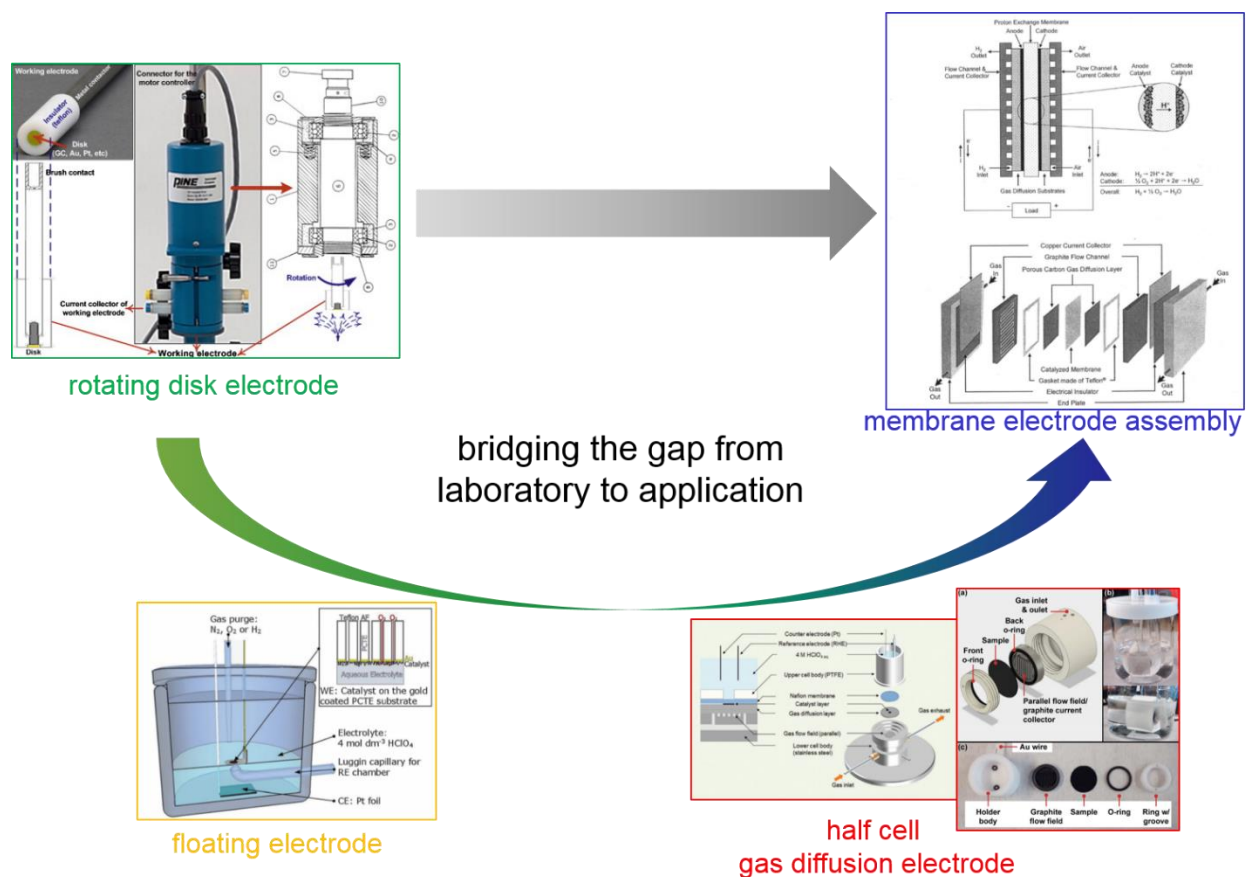 Working electrode
Metal contactor
Insulator
(teflon)
Disk
(GC, Au, Pt, etc)
Brush contact
Connector for the
motor controller
PINE
Rotation
Current collector of
working electrode
Disk
Working electrode
rotating disk electrode
Proton Exchange Membrane
Anode
Cathode
H₂
Outlet
Air
Outlet
Flow Channel &
Current Collector
Flow Channel &
Current Collector
Anode
Catalyst
Cathode
Catalyst
H⁺
H₂
Inlet
Air
Inlet
Gas Diffusion Substrates
Load
Anode: H₂ → 2H⁺ + 2e⁻
Cathode: ½ O₂ + 2H⁺ + 2e⁻ → H₂O
Overall: H₂ + ½ O₂ → H₂O
Copper Current Collector
Graphite Flow Channel
Porous Carbon Gas Diffusion Layer
Gas
In
Gas
In
Catalyzed Membrane
Gasket made of Teflon®
Electrical Insulator
End Plate
Gas
Out
Gas
Out
membrane electrode assembly
bridging the gap from
laboratory to application
Gas purge:
N₂, O₂ or H₂
Teflon AF
PCTE
O₂
Au
Catalyst
Aqueous Electrolyte
WE: Catalyst on the gold
coated PCTE substrate
Electrolyte:
4 mol dm⁻³ HClO₄
Luggin capillary for
RE chamber
CE: Pt foil
floating electrode
Counter electrode (Pt)
Reference electrode (RHE)
Upper cell body (PTFE)
Nafion membrane
Catalyst layer
Gas diffusion layer
Gas flow field (parallel)
Lower cell body
(stainless steel)
Gas exhaust
Gas inlet
(a)
Gas inlet
& oulet
Back
o-ring
Sample
Front
o-ring
Parallel flow field/
graphite current
collector
(b)
(c)
Au wire
Holder
body
Graphite
flow field
Sample
O-ring
Ring w/
groove
half cell
gas diffusion electrode